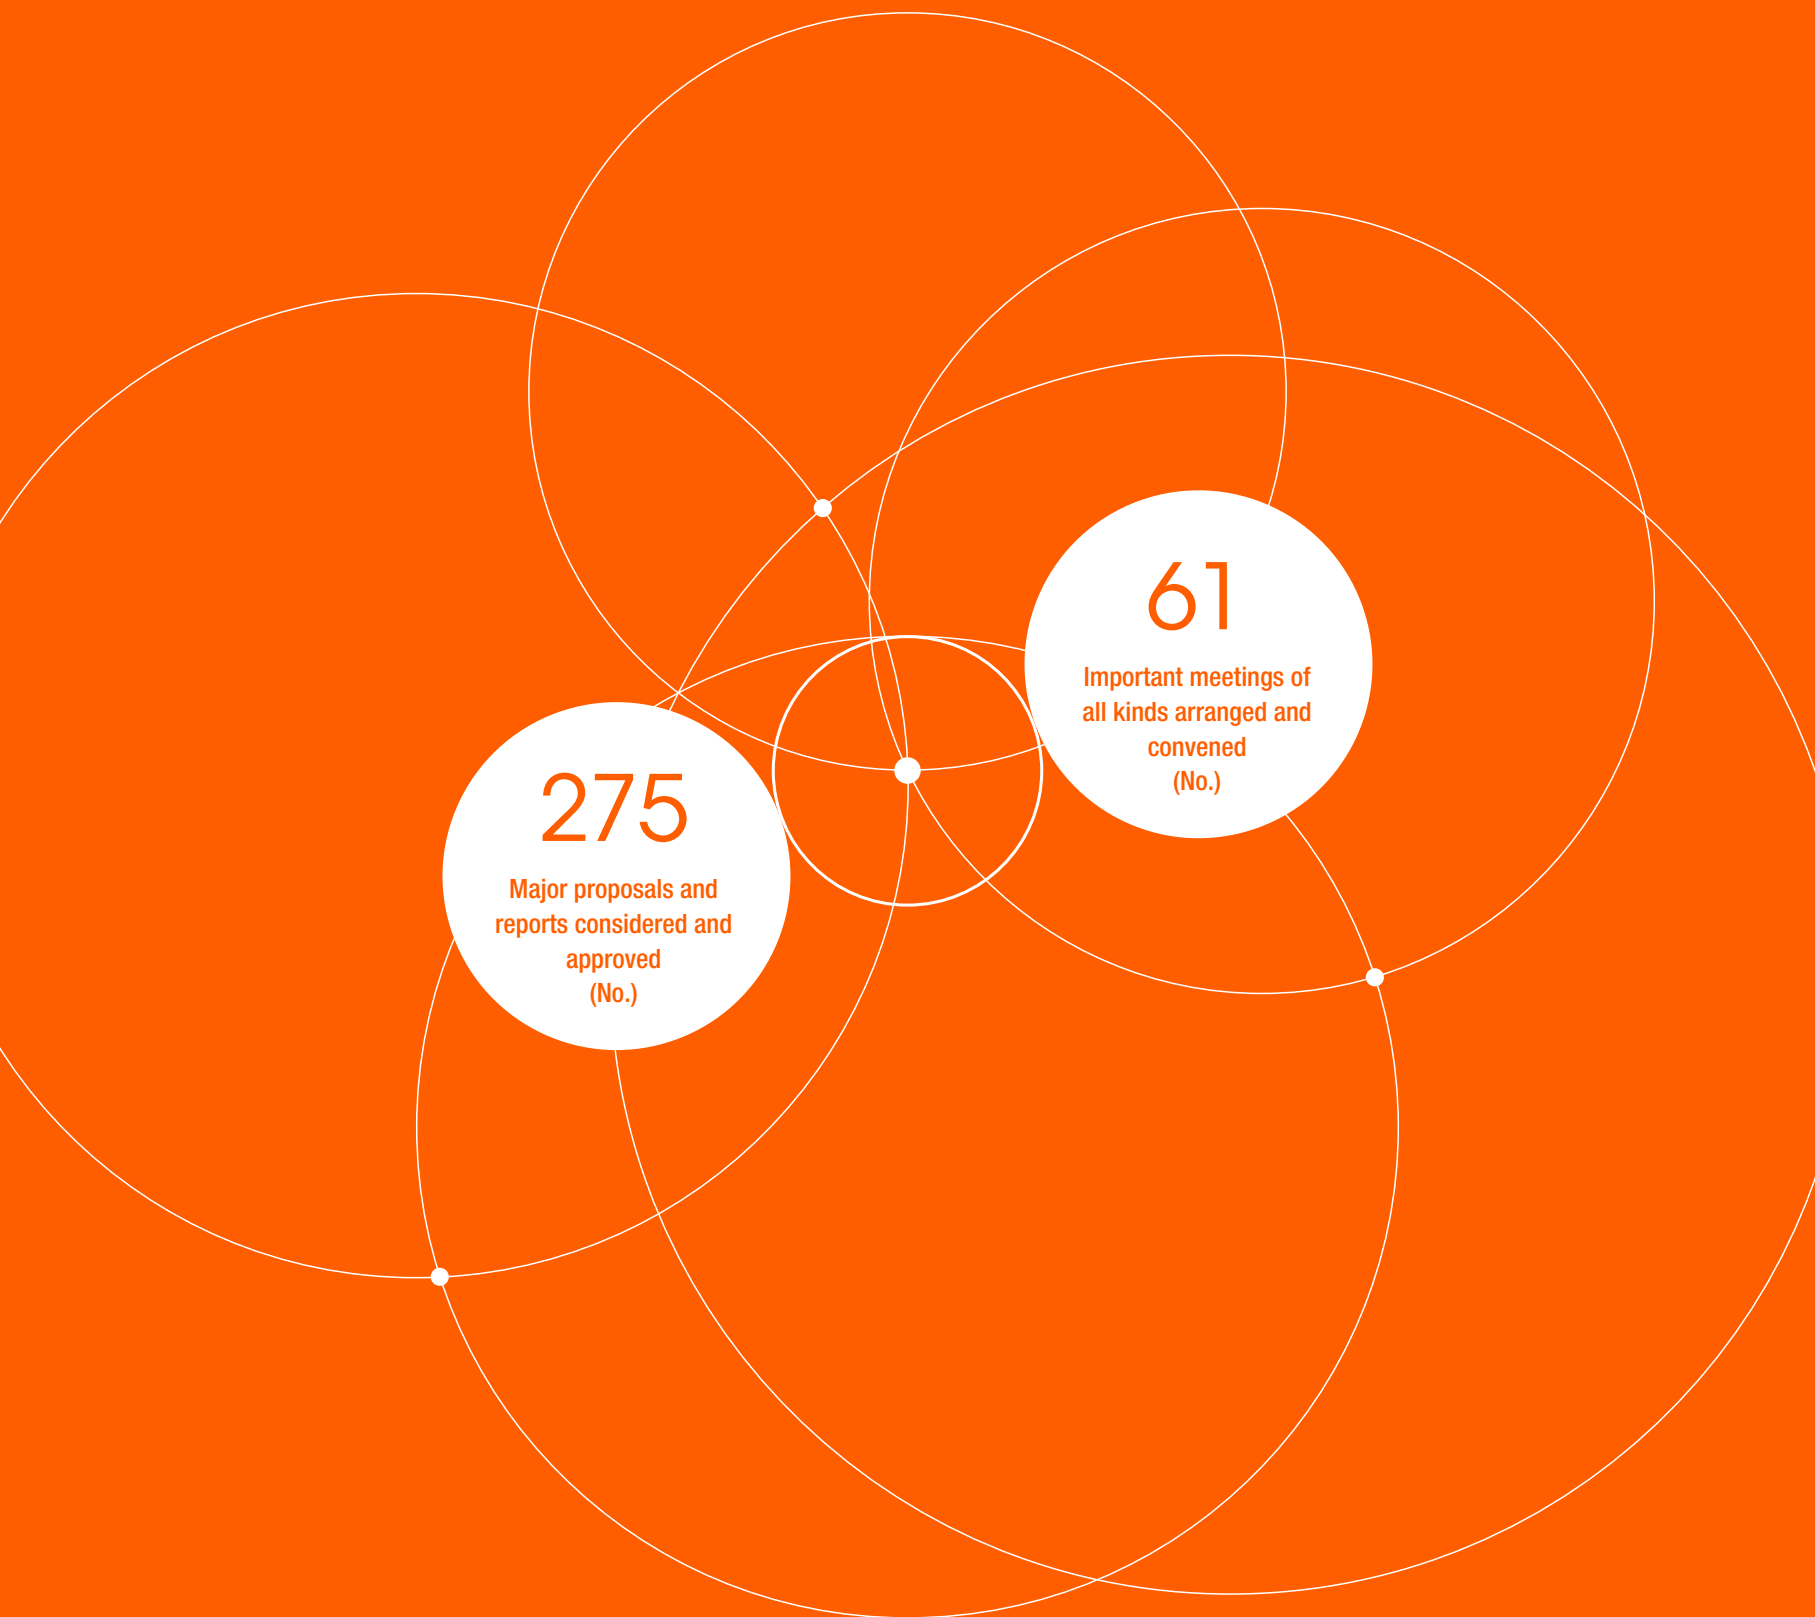 61
Important meetings of
all kinds arranged and
convened
(No.)
275
Major proposals and
reports considered and
approved
(No.)